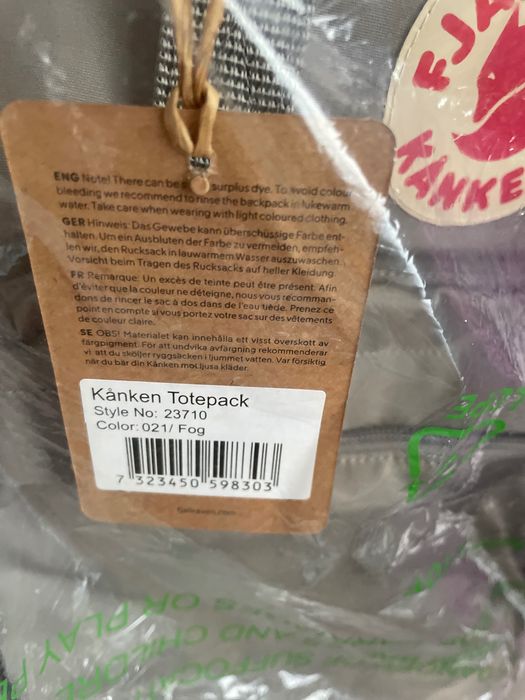 FJÄ
KÅNKE
ENG Note! There can be surplus dye. To avoid colour
bleeding we recommend to rinse the backpack in lukewarm
water. Take care when wearing with light coloured clothing.
GER Hinweis: Das Gewebe kann überschüssige Farbe ent-
halten. Um ein Ausbluten der Farbe zu vermeiden, empfeh-
len wir, den Rucksack in lauwarmem Wasser auszuwaschen.
Vorsicht beim Tragen des Rucksacks auf heller Kleidung.
FR Remarque: Un excès de teinte peut être présent. Afin
d'éviter que la couleur ne déteigne, nous vous recomman-
dons de rincer le sac à dos dans de l'eau tiède. Prenez ce
point en compte si vous portez votre sac sur des vêtements
de couleur claire.
SE OBS! Materialet kan innehålla ett visst överskott av
färgpigment. För att undvika avfärgning rekommenderar
vi att du sköljer ryggsäcken i ljummet vatten. Var försiktig
när du bär din Kånken mot ljusa kläder.
Kånken Totepack
Style No: 23710
Color: 021/ Fog
7 323450 598303
fjallraven.com
OR PLAY
AND CHILDRE
SUFFOCAT